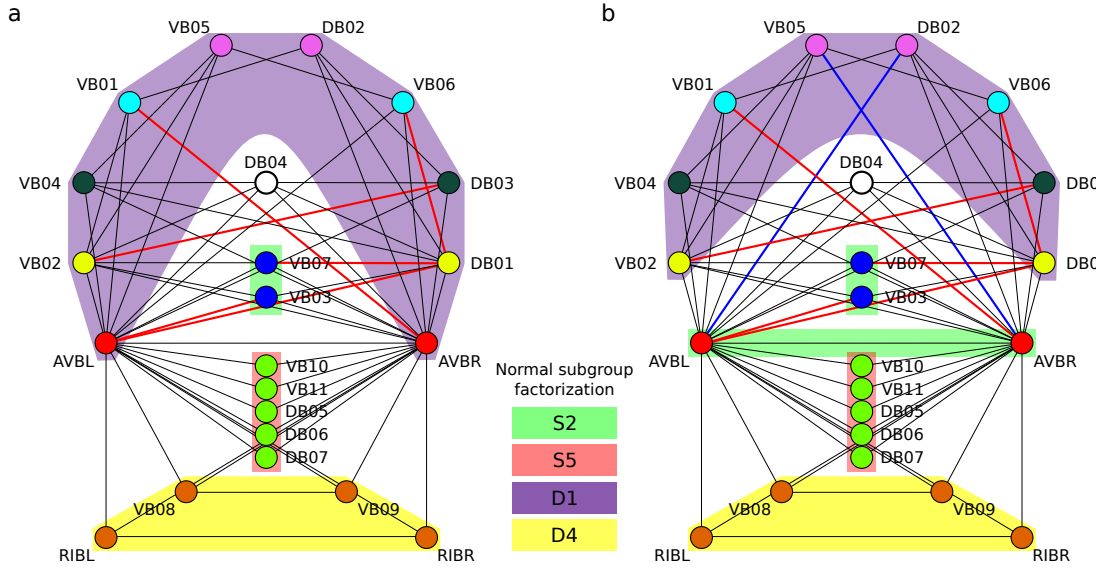 a
VB05
DB02
VB01
VB06
VB04
DB04
DB03
VB02
VB07
DB01
VB03
AVBL
AVBR
VB10
VB11
DB05
DB06
DB07
VB08
VB09
RIBL
RIBR
Normal subgroup
factorization
S2
S5
D1
D4
b
VB05
DB02
VB01
VB06
VB04
DB04
DB0
VB02
VB07
DB0
VB03
AVBL
AVBR
VB10
VB11
DB05
DB06
DB07
VB08
VB09
RIBL
RIBR